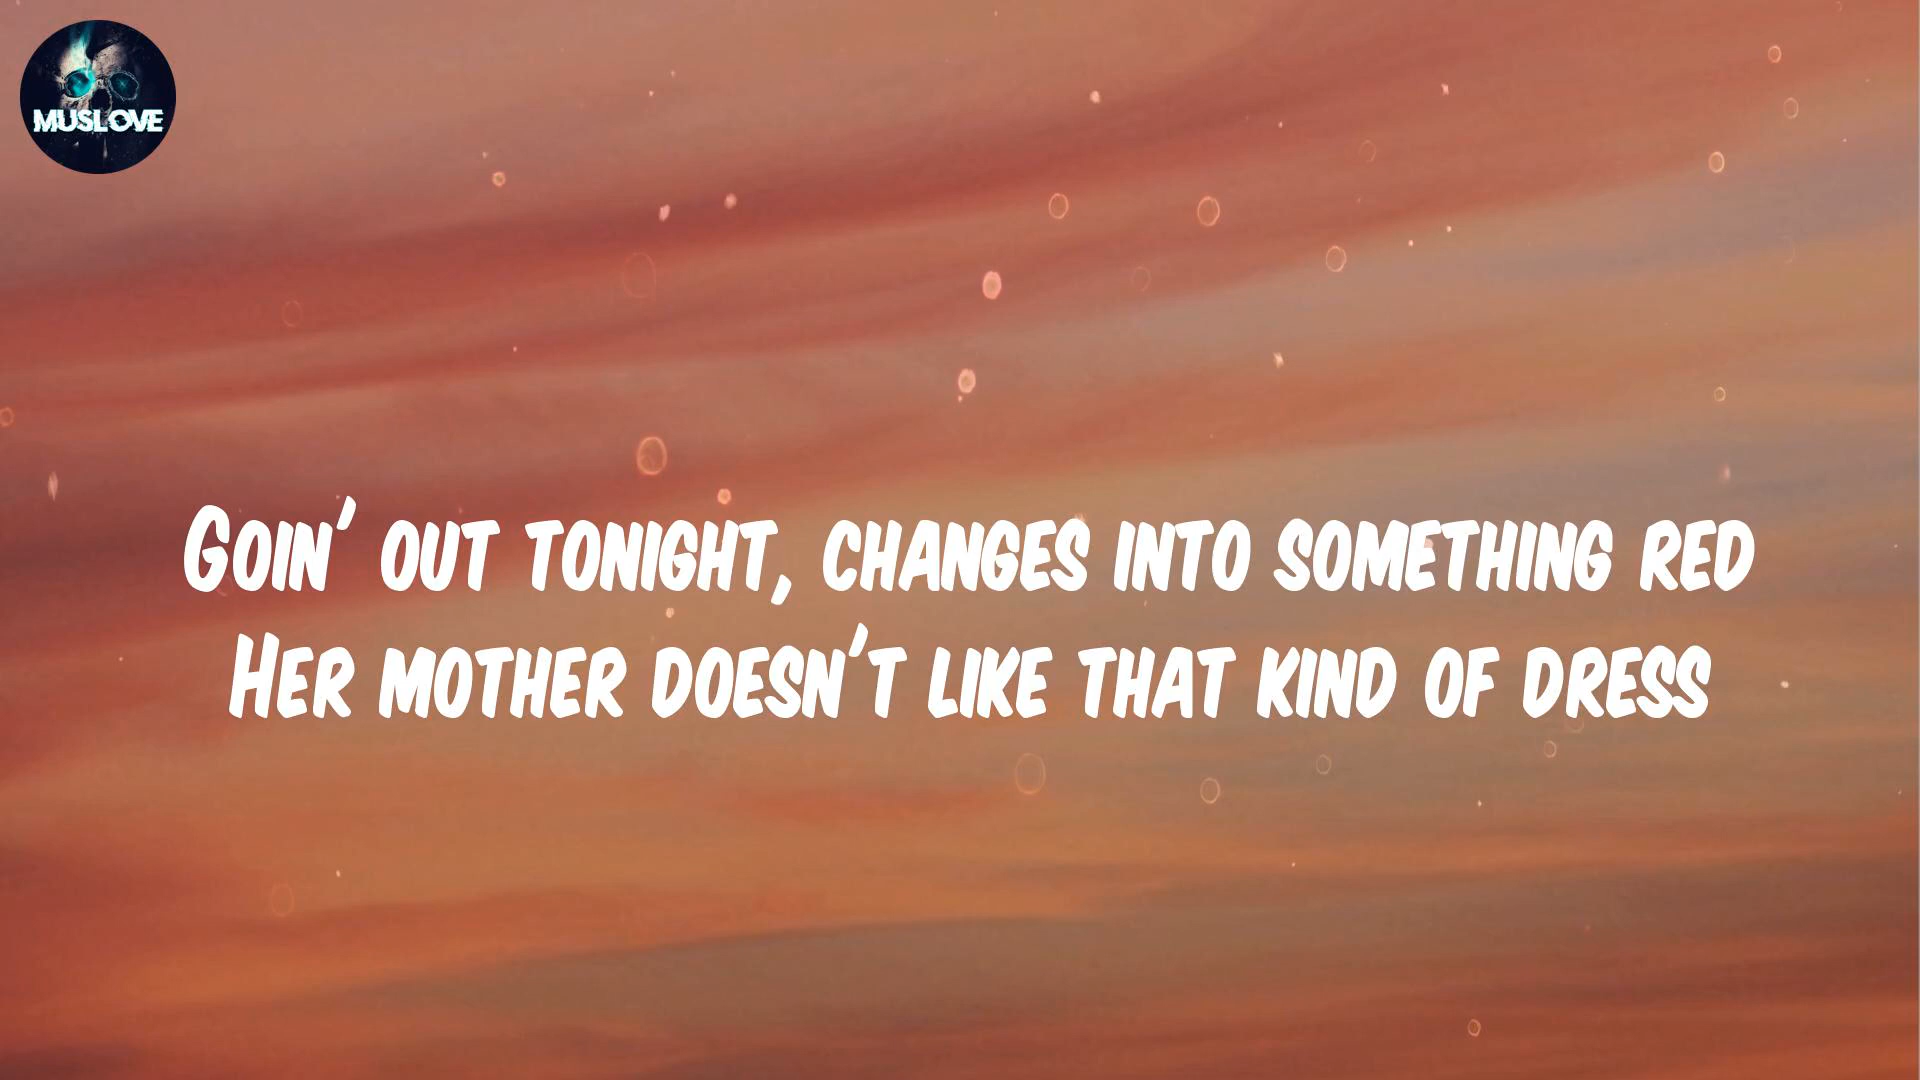 MUSLOVE
Goin' out tonight, changes into something red
Her mother doesn't like that kind of dress